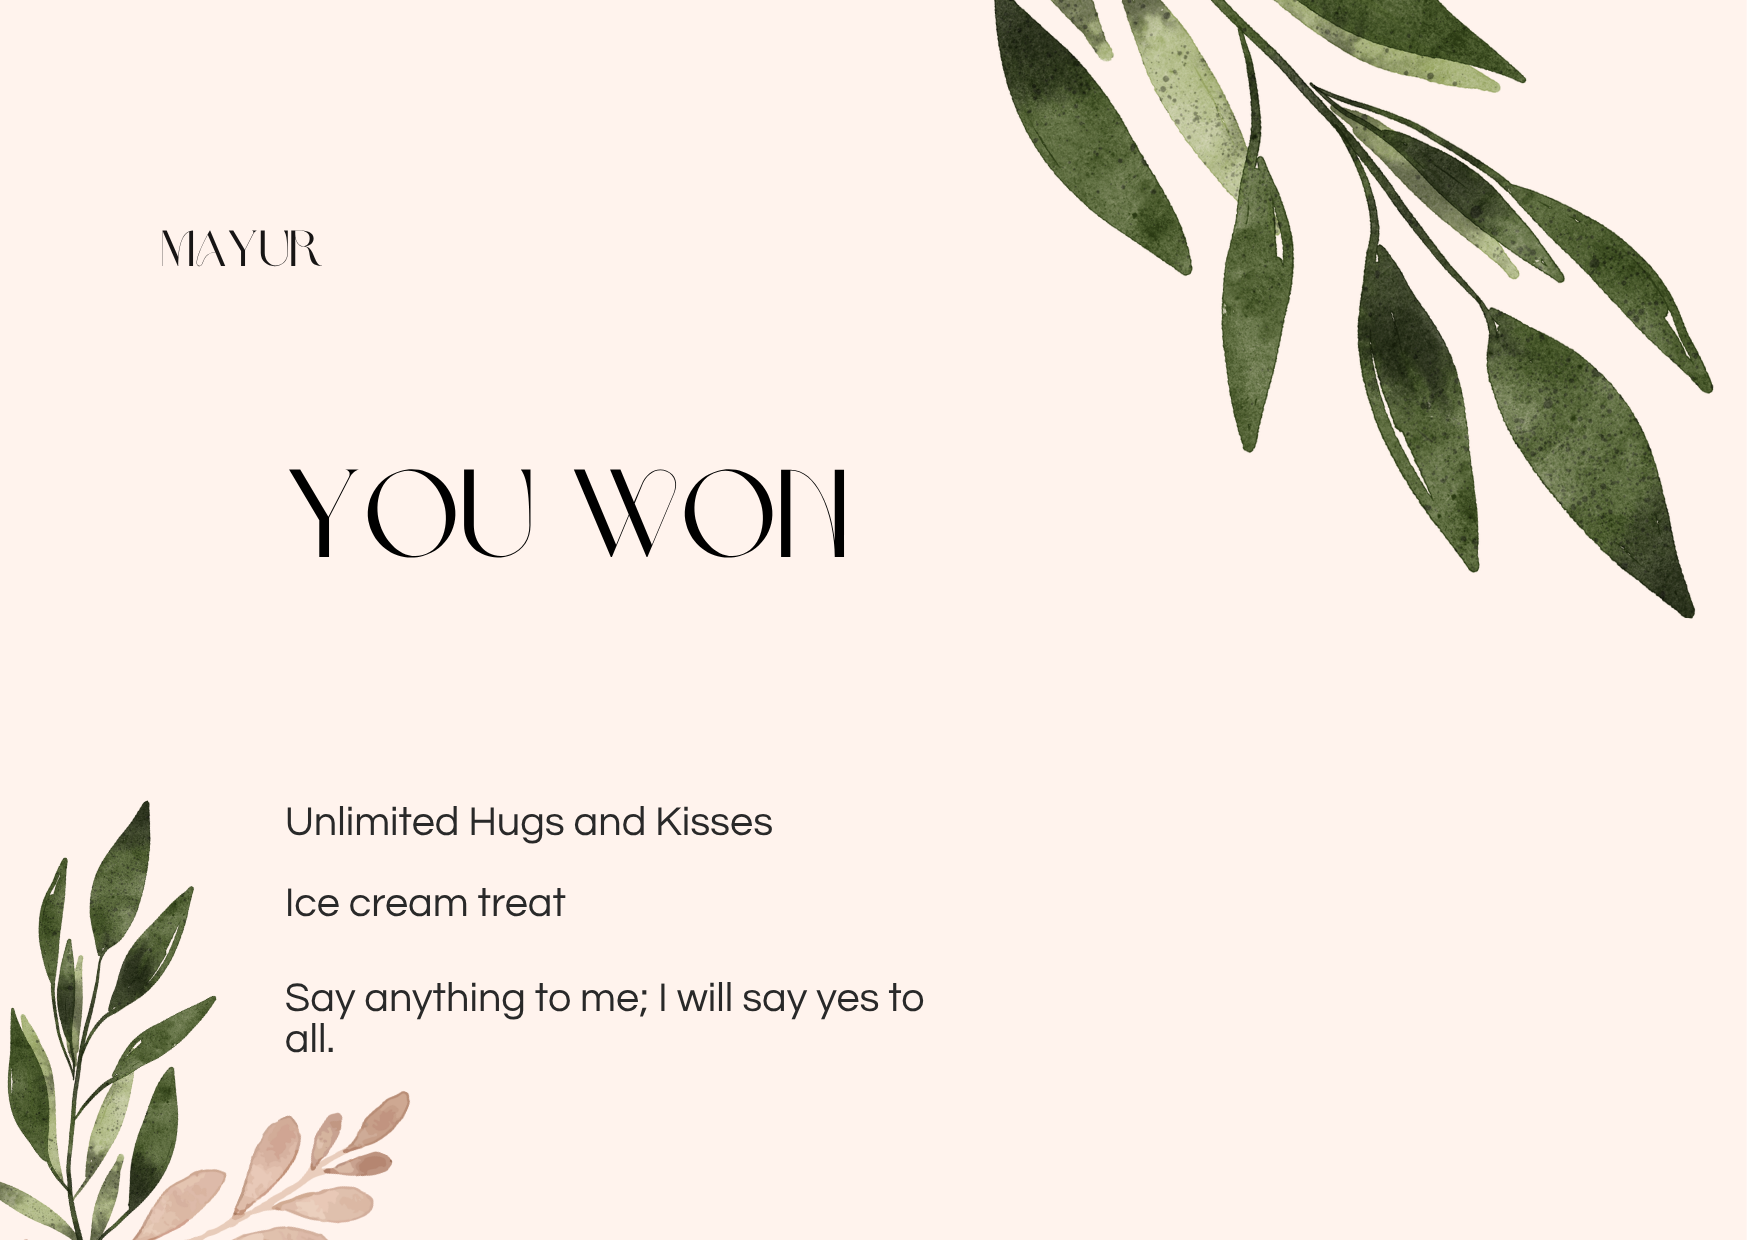 MAYUR
YOU WON
Unlimited Hugs and Kisses
Ice cream treat
Say anything to me; I will say yes to
all.